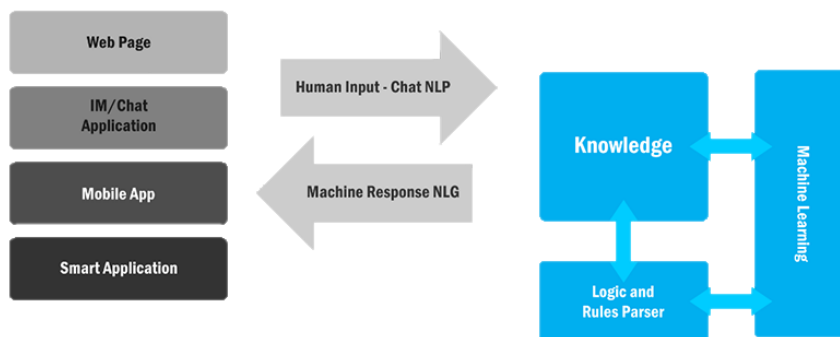 Web Page
IM/Chat
Application
Mobile App
Smart Application
Human Input - Chat NLP
Machine Response NLG
Knowledge
Logic and
Rules Parser
Machine Learning